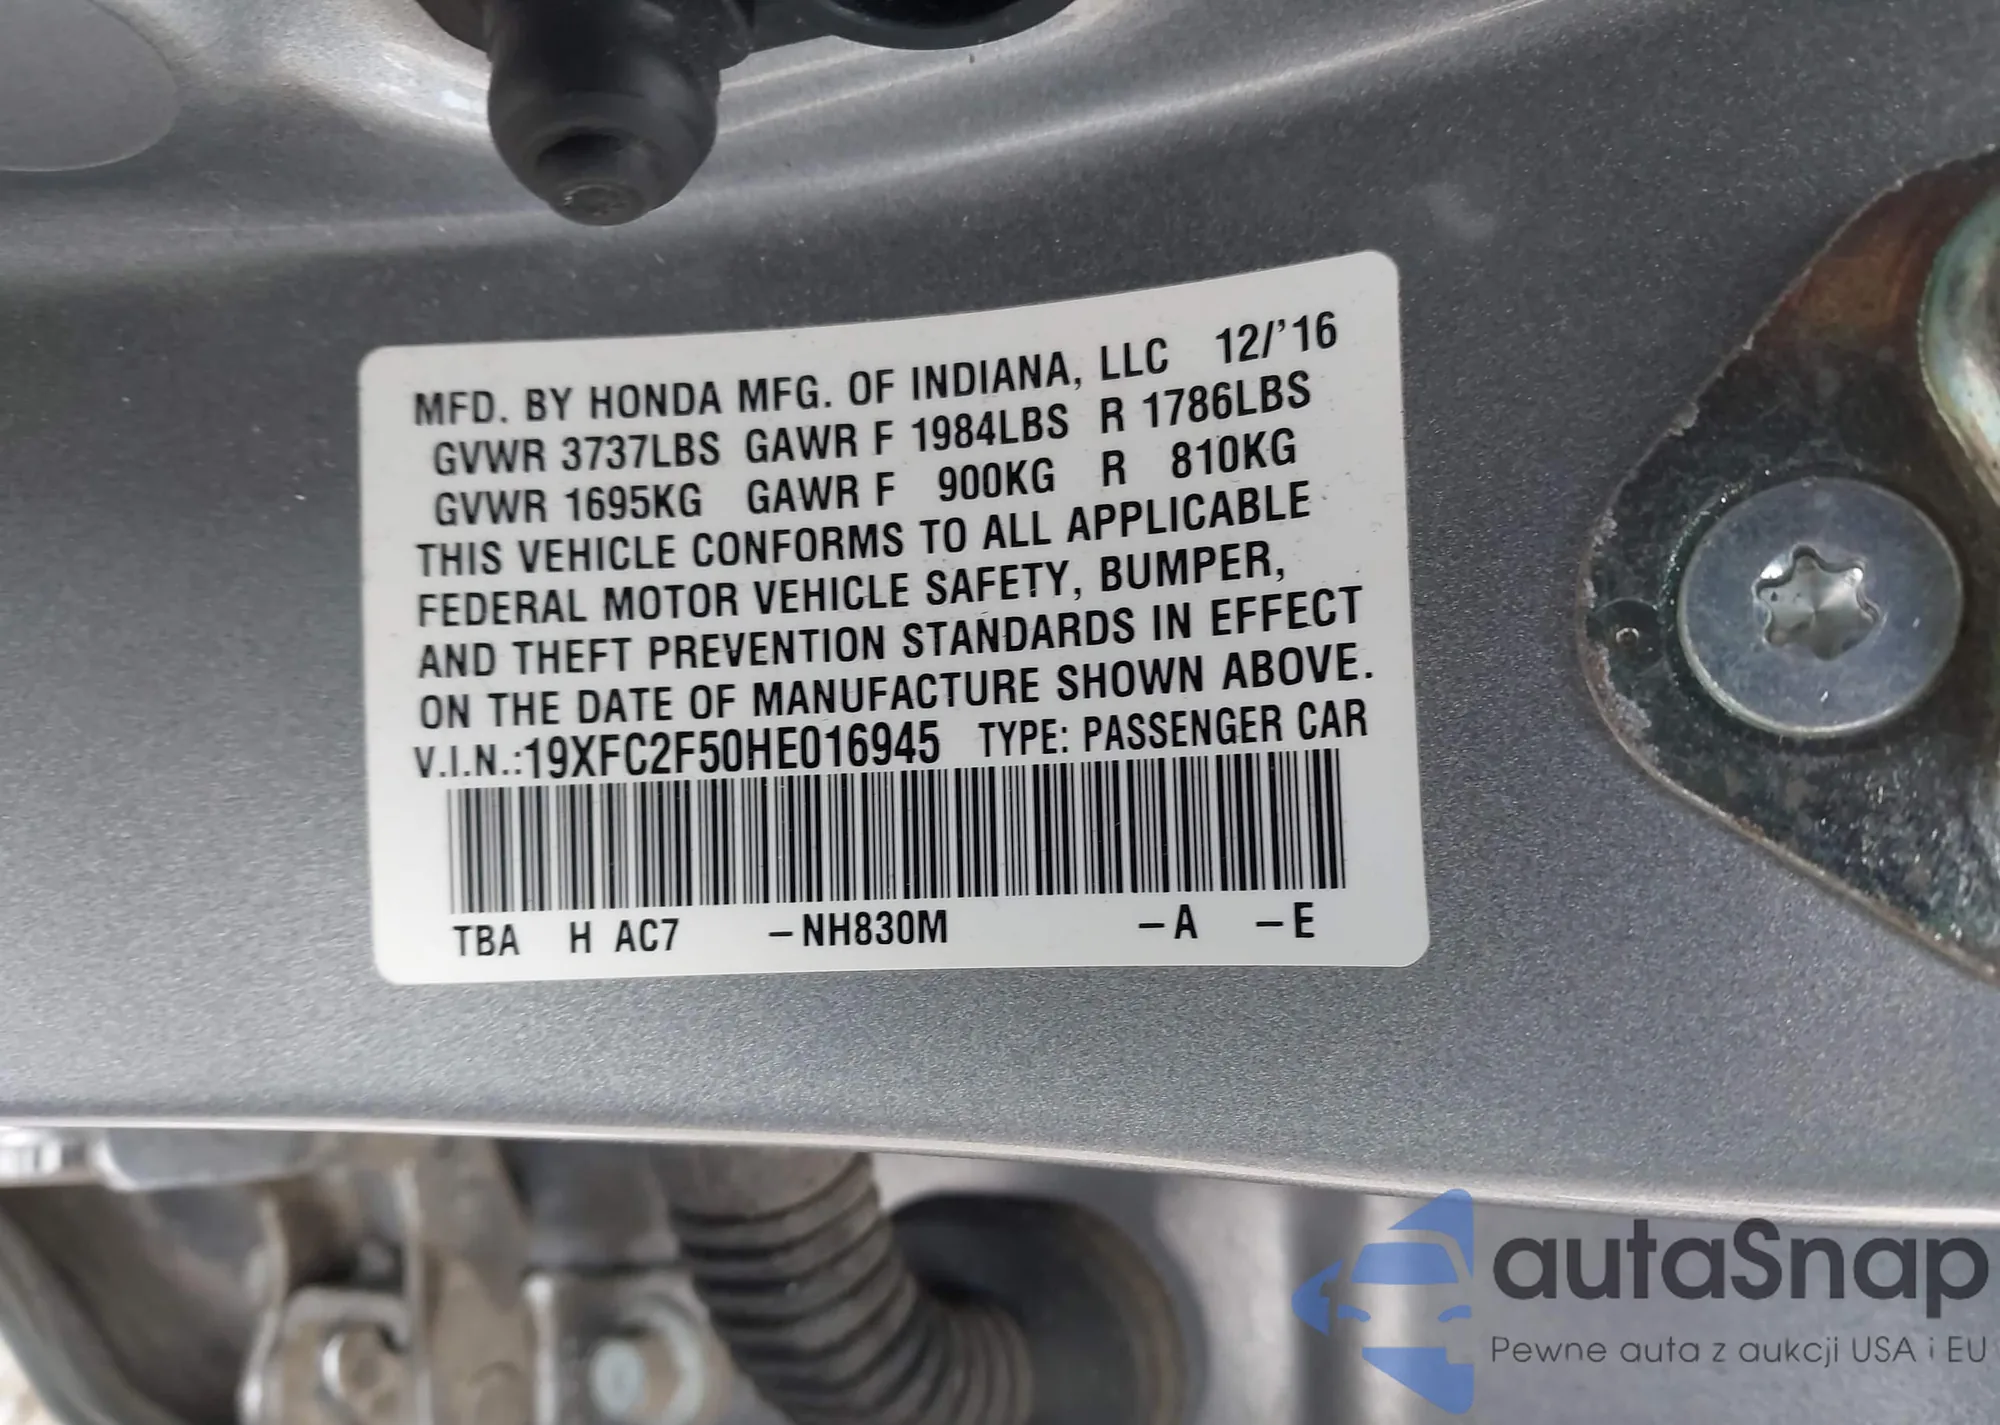 MFD. BY HONDA MFG. OF INDIANA, LLC 12/'16
GVWR 3737LBS GAWR F 1984LBS R 1786LBS
GVWR 1695KG GAWR F 900KG R 810KG
THIS VEHICLE CONFORMS TO ALL APPLICABLE
FEDERAL MOTOR VEHICLE SAFETY, BUMPER,
AND THEFT PREVENTION STANDARDS IN EFFECT
ON THE DATE OF MANUFACTURE SHOWN ABOVE.
V.I.N.:19XFC2F50HE016945 TYPE: PASSENGER CAR
TBA H AC7 –NH830M –A –E
autaSnap
Pewne auta z aukcji USA i EU